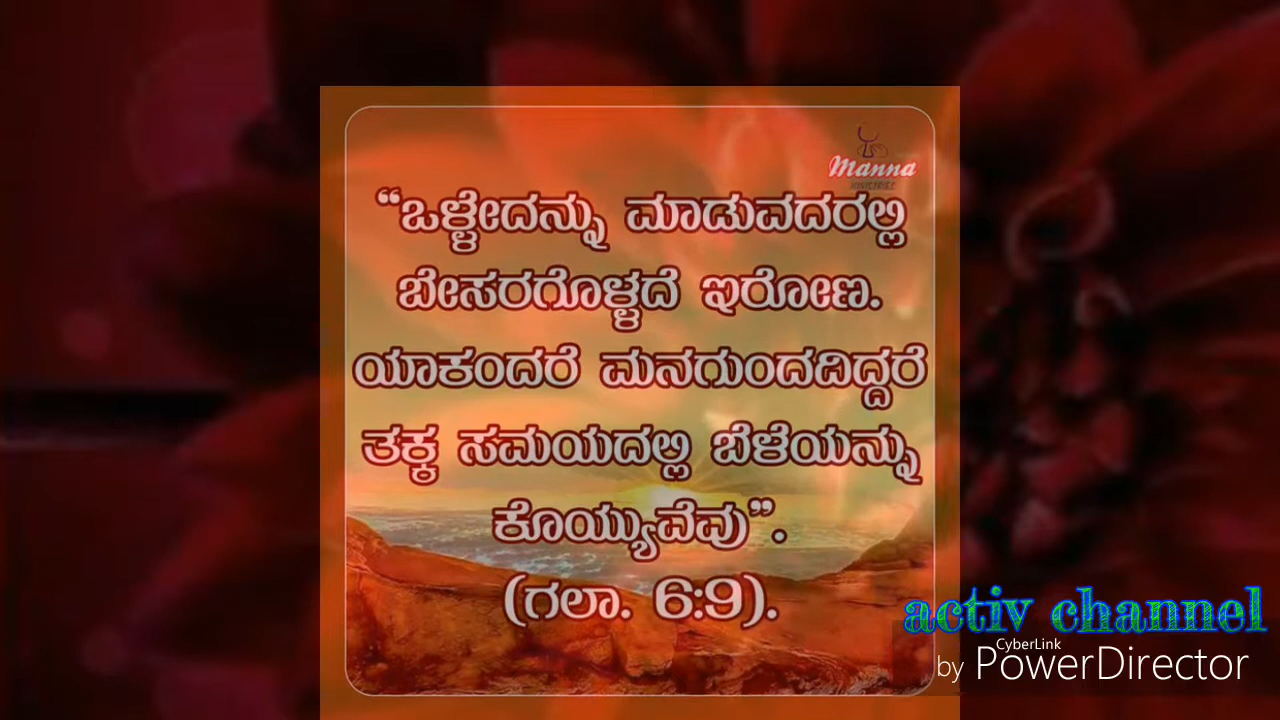 Manna
MINISTRIES
“ಒಳ್ಳೇದನ್ನು ಮಾಡುವದರಲ್ಲಿ
ಬೇಸರಗೊಳ್ಳದೆ ಇರೋಣ.
ಯಾಕಂದರೆ ಮನಗುಂದದಿದ್ದರೆ
ತಕ್ಕ ಸಮಯದಲ್ಲಿ ಬೆಳೆಯನ್ನು
ಕೊಯ್ಯುವೆವು”.
(ಗಲಾ. 6:9).
activ channel
CyberLink
by PowerDirector